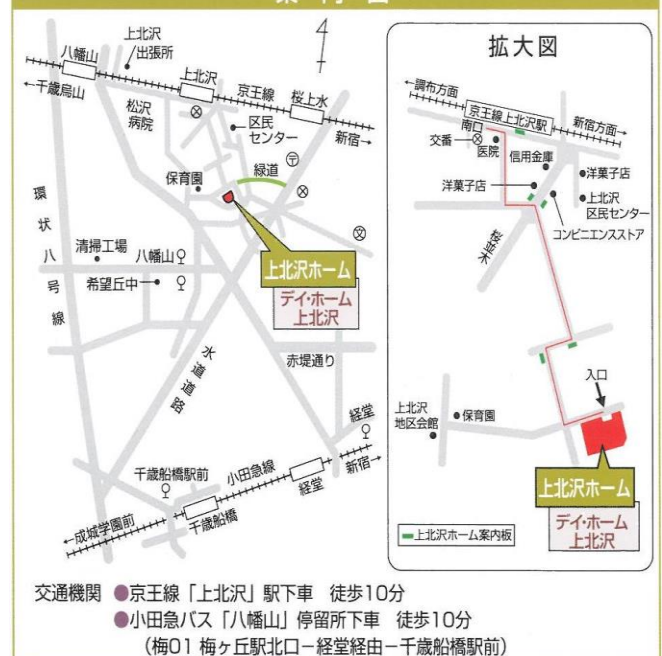 案内図
八幡山
上北沢
出張所
←千歳烏山
上北沢
京王線
桜上水
新宿→
松沢
病院
区民
センター
緑道
保育園
環状八号線
清掃工場
八幡山
希望丘中
上北沢ホーム
デイ・ホーム
上北沢
水道道路
赤堤通り
経堂
千歳船橋駅前
小田急線
新宿→
経堂
千歳船橋
←成城学園前
拡大図
←調布方面
京王線上北沢駅
新宿方面→
南口
交番
医院
信用金庫
洋菓子店
洋菓子店
上北沢
区民センター
コンビニエンスストア
桜並木
入口
上北沢
地区会館
保育園
上北沢ホーム
デイ・ホーム
上北沢
上北沢ホーム案内板
交通機関 ●京王線「上北沢」駅下車 徒歩10分
●小田急バス「八幡山」停留所下車 徒歩10分
(梅01 梅ヶ丘駅北口－経堂経由－千歳船橋駅前)